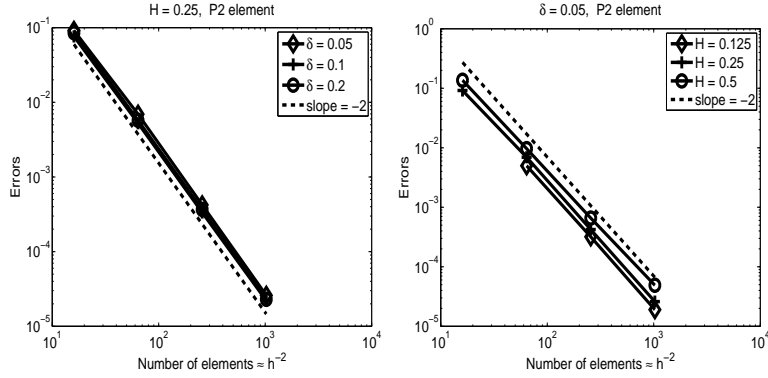 H = 0.25, P2 element
10^-1
10^-2
10^-3
10^-4
10^-5
Errors
10^1
10^2
10^3
10^4
Number of elements ≈ h^-2
δ = 0.05
δ = 0.1
δ = 0.2
slope = −2
δ = 0.05, P2 element
10^0
10^-1
10^-2
10^-3
10^-4
10^-5
Errors
10^1
10^2
10^3
10^4
Number of elements ≈ h^-2
H = 0.125
H = 0.25
H = 0.5
slope = −2